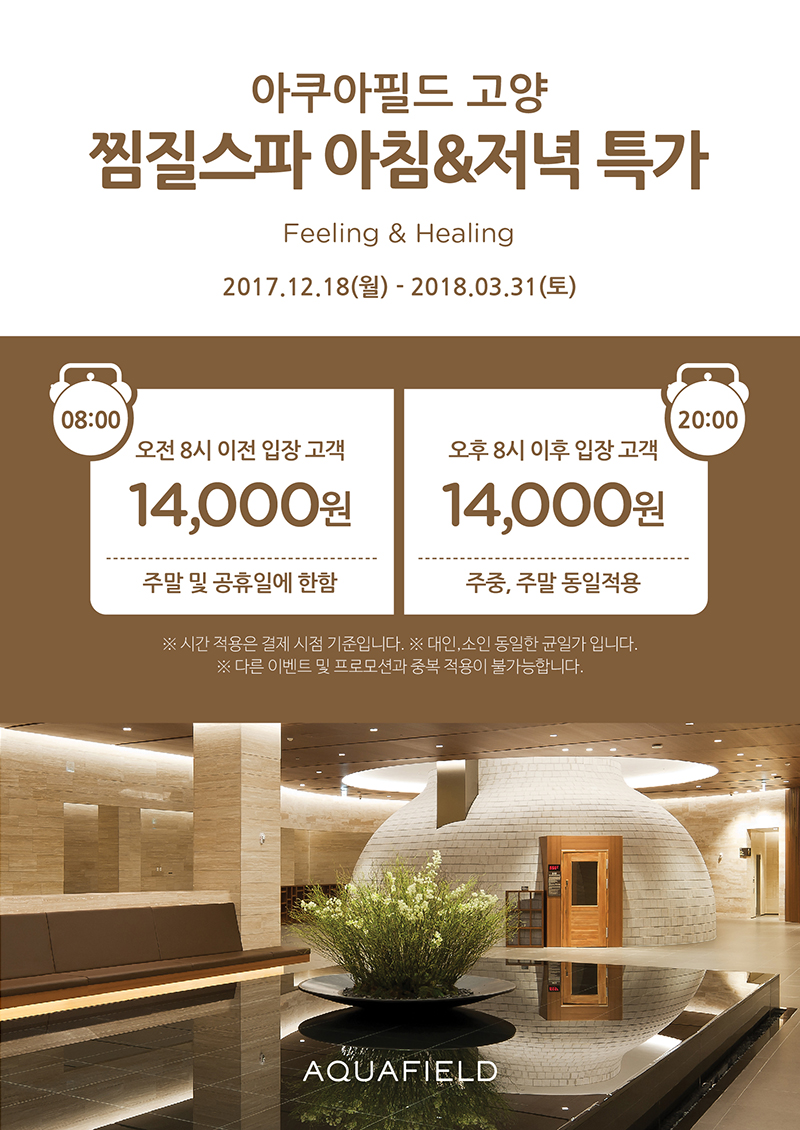 아쿠아필드 고양
찜질스파 아침&저녁 특가
Feeling & Healing
2017.12.18(월) - 2018.03.31(토)
08:00
오전 8시 이전 입장 고객
14,000원
주말 및 공휴일에 한함
20:00
오후 8시 이후 입장 고객
14,000원
주중, 주말 동일적용
※ 시간 적용은 결제 시점 기준입니다. ※ 대인,소인 동일한 균일가 입니다.
※ 다른 이벤트 및 프로모션과 중복 적용이 불가능합니다.
AQUAFIELD